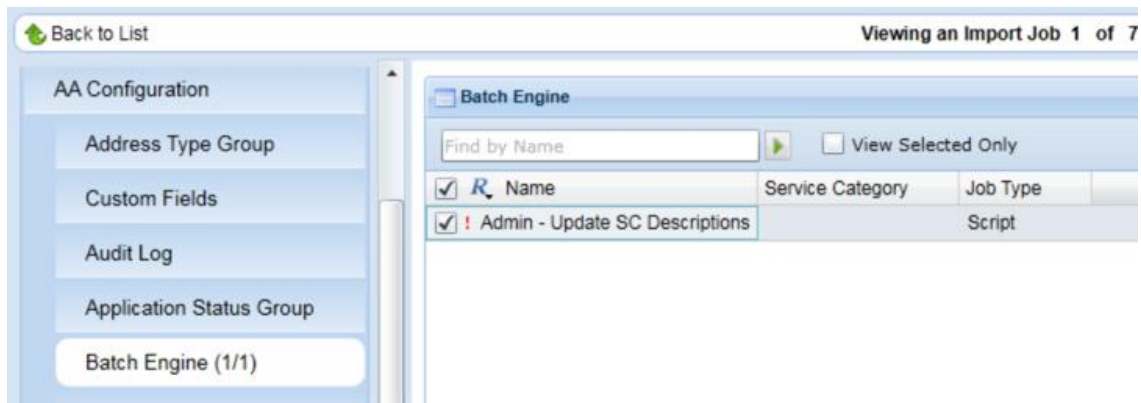 Back to List
Viewing an Import Job 1 of 7
AA Configuration
Address Type Group
Custom Fields
Audit Log
Application Status Group
Batch Engine (1/1)
Batch Engine
Find by Name
View Selected Only
R Name Service Category Job Type
! Admin - Update SC Descriptions Script